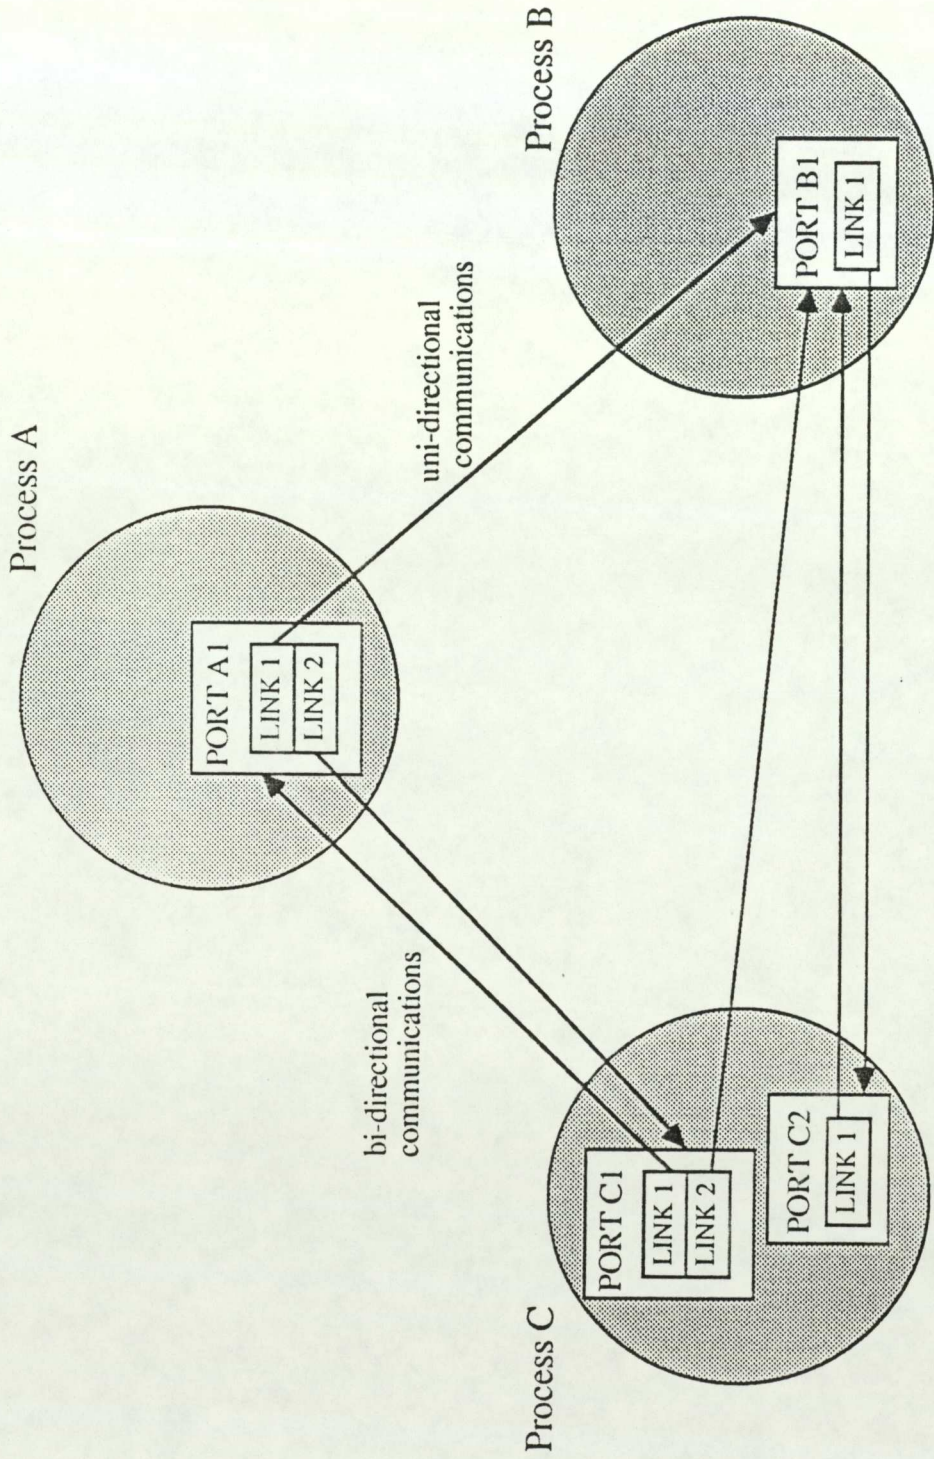 Process A
PORT A1
LINK 1
LINK 2
bi-directional
communications
uni-directional
communications
Process C
PORT C1
LINK 1
LINK 2
PORT C2
LINK 1
Process B
PORT B1
LINK 1